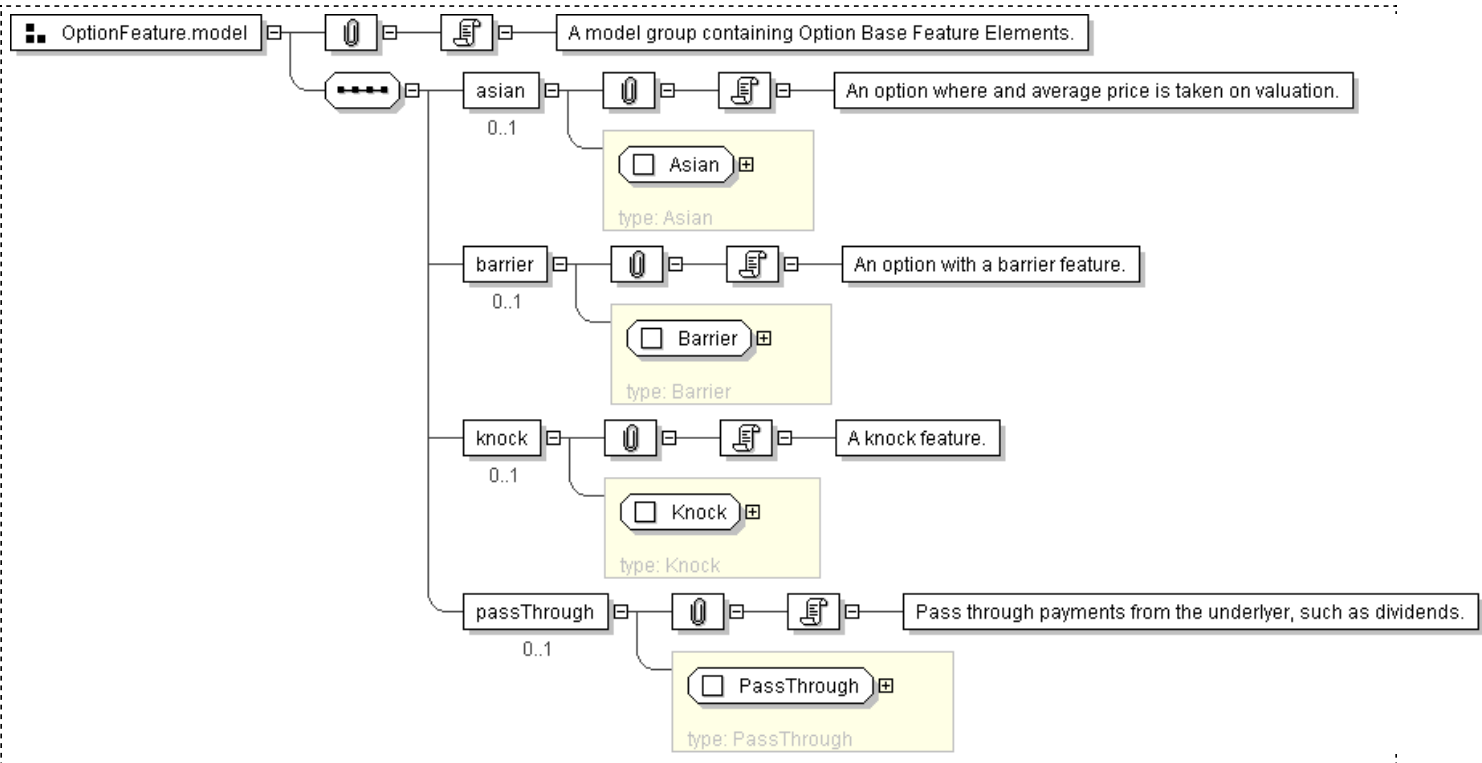 OptionFeature.model
A model group containing Option Base Feature Elements.
asian
An option where and average price is taken on valuation.
0..1
Asian
type: Asian
barrier
An option with a barrier feature.
0..1
Barrier
type: Barrier
knock
A knock feature.
0..1
Knock
type: Knock
passThrough
Pass through payments from the underlyer, such as dividends.
0..1
PassThrough
type: PassThrough